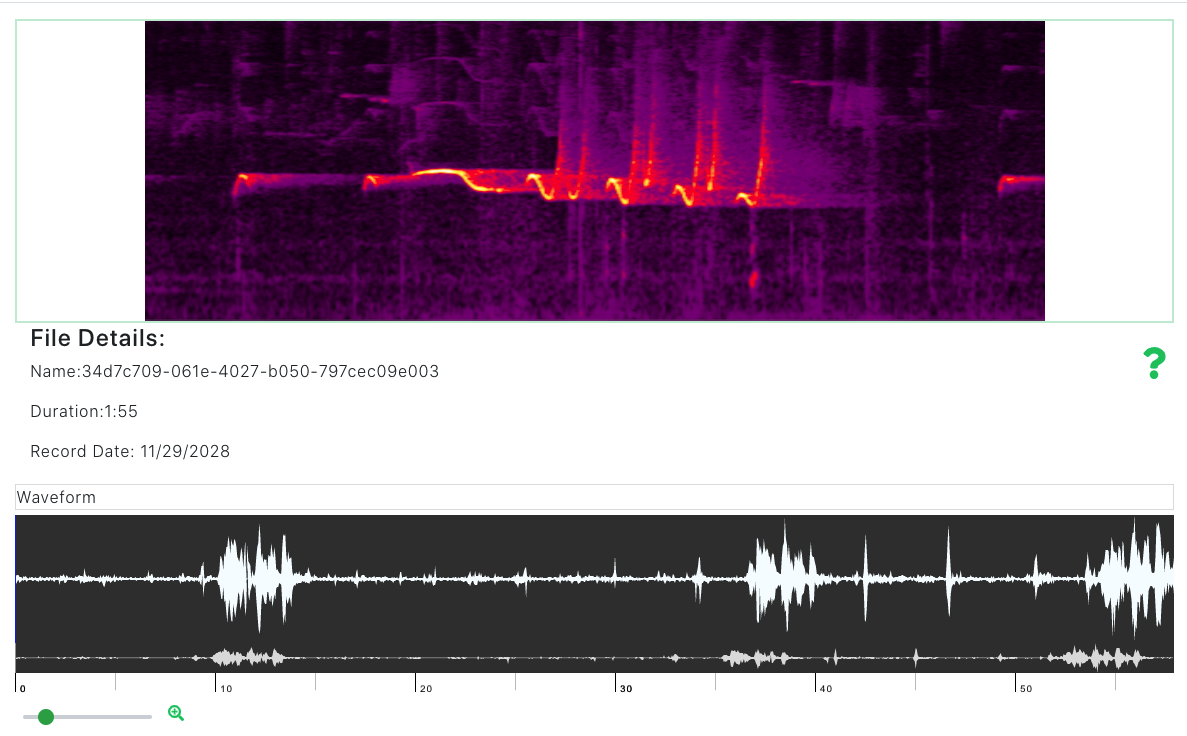 File Details:
Name:34d7c709-061e-4027-b050-797cec09e003
?
Duration:1:55
Record Date: 11/29/2028
Waveform
0 10 20 30 40 50